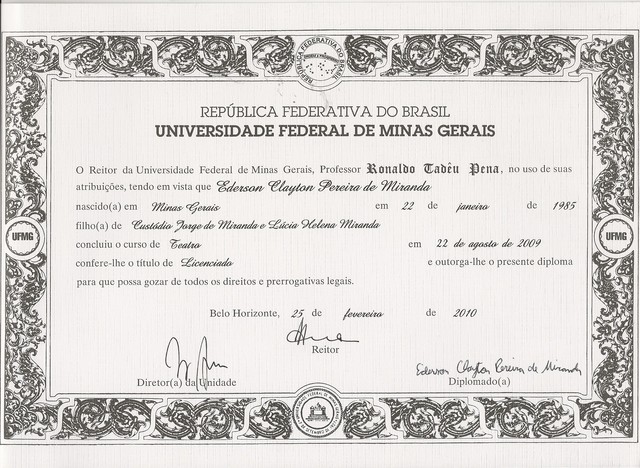 REPÚBLICA FEDERATIVA DO BRASIL
UNIVERSIDADE FEDERAL DE MINAS GERAIS
O Reitor da Universidade Federal de Minas Gerais, Professor Ronaldo Tadêu Pena, no uso de suas
atribuições, tendo em vista que Ederson Clayton Pereira de Miranda
nascido(a) em Minas Gerais em 22 de janeiro de 1985
filho(a) de Custódio Jorge de Miranda e Lúcia Helena Miranda
UFMG UFMG
concluiu o curso de Teatro em 22 de agosto de 2009
confere-lhe o título de Licenciado e outorga-lhe o presente diploma
para que possa gozar de todos os direitos e prerrogativas legais.
Belo Horizonte, 25 de fevereiro de 2010
Reitor
Ederson Clayton Pereira de Miranda
Diretor(a) da Unidade Diplomado(a)